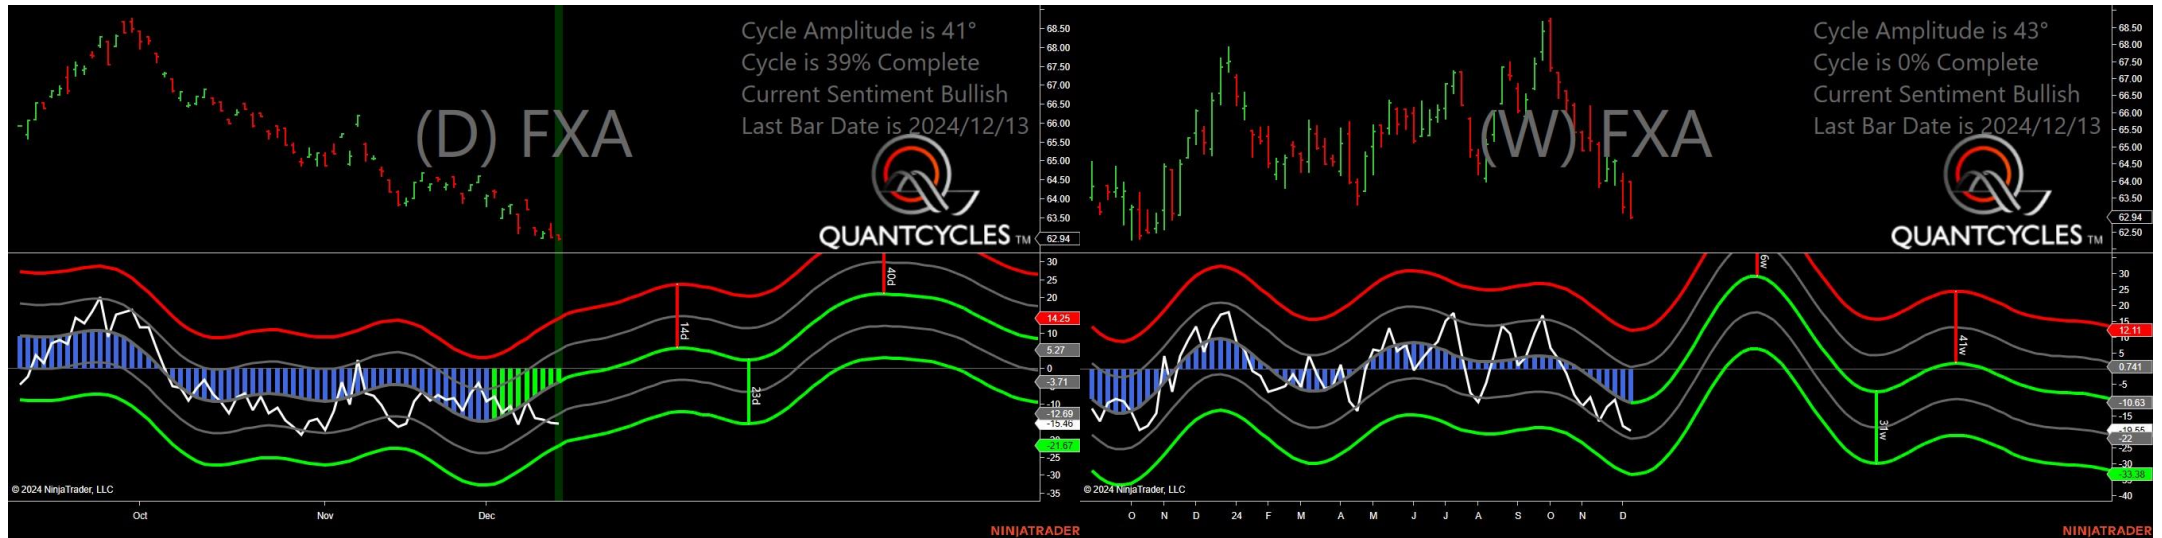 Cycle Amplitude is 41°
Cycle is 39% Complete
Current Sentiment Bullish
Last Bar Date is 2024/12/13
(D) FXA
QUANTCYCLES TM
68.50
68.00
67.50
67.00
66.50
66.00
65.50
65.00
64.50
64.00
63.50
62.94
30
25
20
14.25
10
5.27
0
-3.71
-10
-12.69
-15.46
-21.67
-25
-30
-35
14d
23d
40d
© 2024 NinjaTrader, LLC
Oct Nov Dec
NINJATRADER
Cycle Amplitude is 43°
Cycle is 0% Complete
Current Sentiment Bullish
Last Bar Date is 2024/12/13
(W) FXA
QUANTCYCLES TM
68.50
68.00
67.50
67.00
66.50
66.00
65.50
65.00
64.50
64.00
63.50
62.94
62.50
30
25
20
15
12.11
5
0.741
-5
-10.63
-15
-19.55
-22
-25
-30
-33.38
-40
6w
31w
41w
© 2024 NinjaTrader, LLC
O N D 24 F M A M J J A S O N D
NINJATRADER